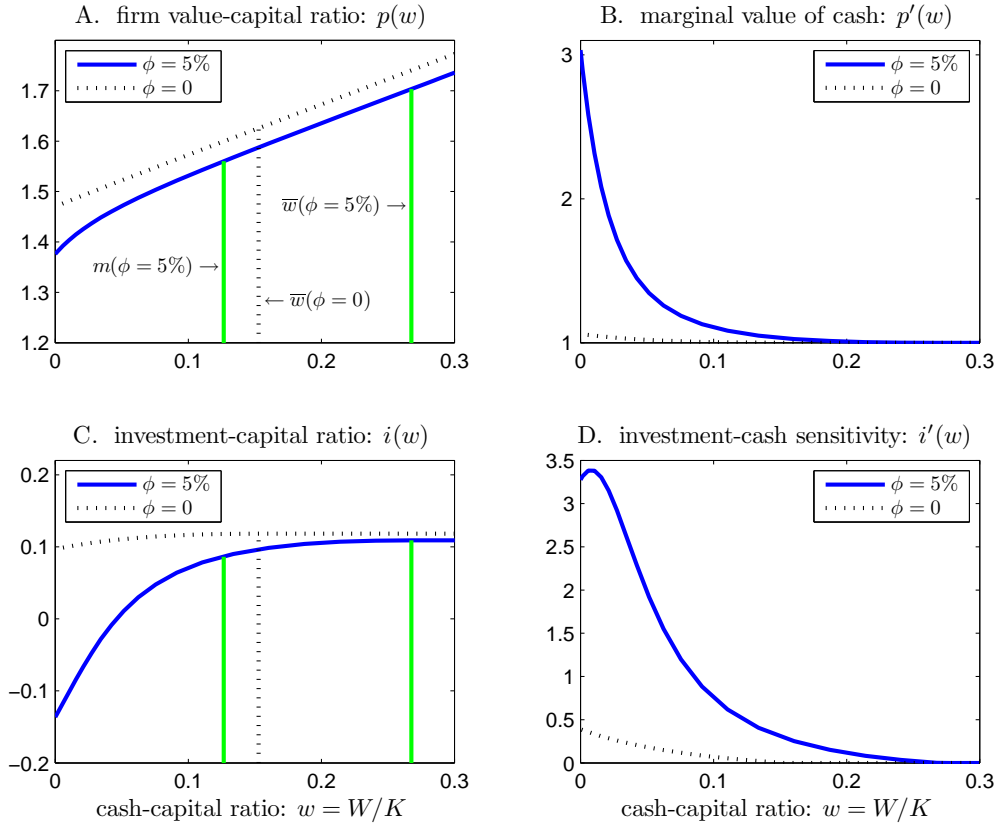 A. firm value-capital ratio: p(w)
ϕ = 5%
ϕ = 0
w̅(ϕ = 5%) →
m(ϕ = 5%) →
← w̅(ϕ = 0)
1.7
1.6
1.5
1.4
1.3
1.2
0 0.1 0.2 0.3
B. marginal value of cash: p′(w)
ϕ = 5%
ϕ = 0
3
2
1
0 0.1 0.2 0.3
C. investment-capital ratio: i(w)
ϕ = 5%
ϕ = 0
0.2
0.1
0
−0.1
−0.2
0 0.1 0.2 0.3
cash-capital ratio: w = W/K
D. investment-cash sensitivity: i′(w)
ϕ = 5%
ϕ = 0
3.5
3
2.5
2
1.5
1
0.5
0
0 0.1 0.2 0.3
cash-capital ratio: w = W/K